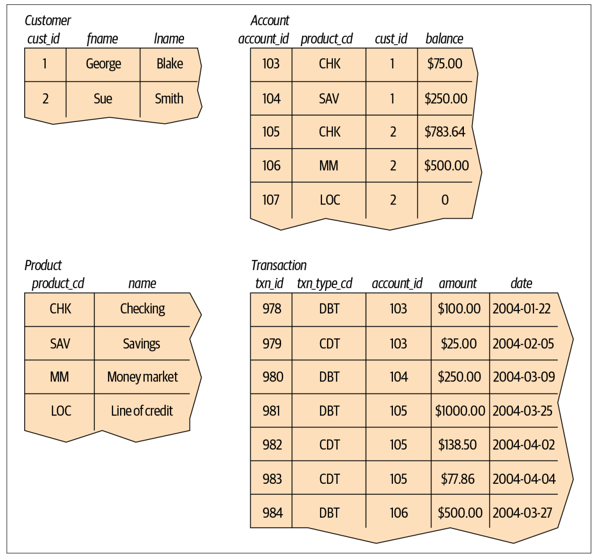 Customer
cust_id fname lname
1 George Blake
2 Sue Smith
Account
account_id product_cd cust_id balance
103 CHK 1 $75.00
104 SAV 1 $250.00
105 CHK 2 $783.64
106 MM 2 $500.00
107 LOC 2 0
Product
product_cd name
CHK Checking
SAV Savings
MM Money market
LOC Line of credit
Transaction
txn_id txn_type_cd account_id amount date
978 DBT 103 $100.00 2004-01-22
979 CDT 103 $25.00 2004-02-05
980 DBT 104 $250.00 2004-03-09
981 DBT 105 $1000.00 2004-03-25
982 CDT 105 $138.50 2004-04-02
983 CDT 105 $77.86 2004-04-04
984 DBT 106 $500.00 2004-03-27